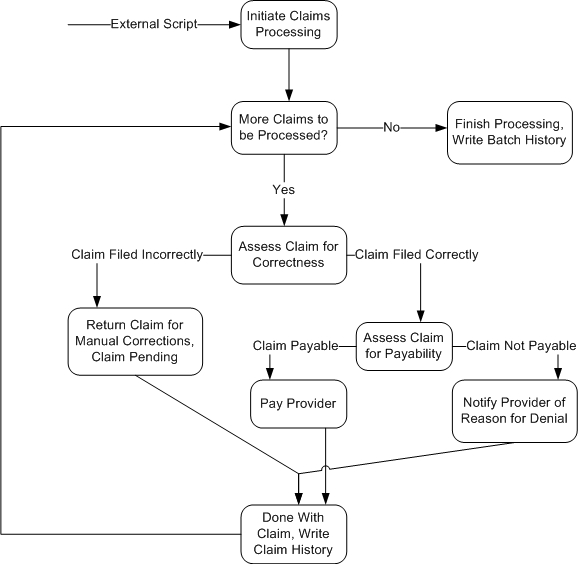 External Script
Initiate Claims
Processing
More Claims to
be Processed?
No
Finish Processing,
Write Batch History
Yes
Assess Claim for
Correctness
Claim Filed Incorrectly
Claim Filed Correctly
Return Claim for
Manual Corrections,
Claim Pending
Assess Claim
for Payability
Claim Payable
Claim Not Payable
Pay Provider
Notify Provider of
Reason for Denial
Done With
Claim, Write
Claim History